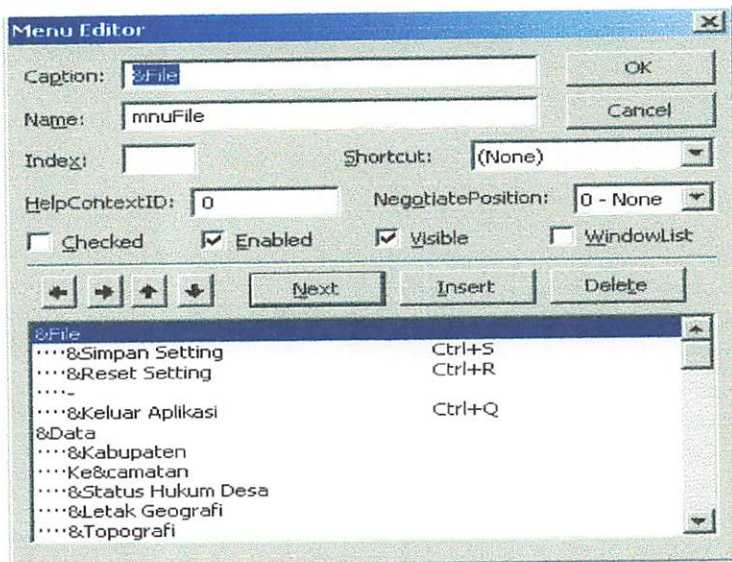 Menu Editor
Caption: &File OK
Name: mnuFile Cancel
Index: Shortcut: (None)
HelpContextID: 0 NegotiatePosition: 0 - None
Checked Enabled Visible WindowList
Next Insert Delete
&File
····&Simpan Setting Ctrl+S
····&Reset Setting Ctrl+R
····-
····&Keluar Aplikasi Ctrl+Q
&Data
····&Kabupaten
····Ke&camatan
····&Status Hukum Desa
····&Letak Geografi
····&Topografi